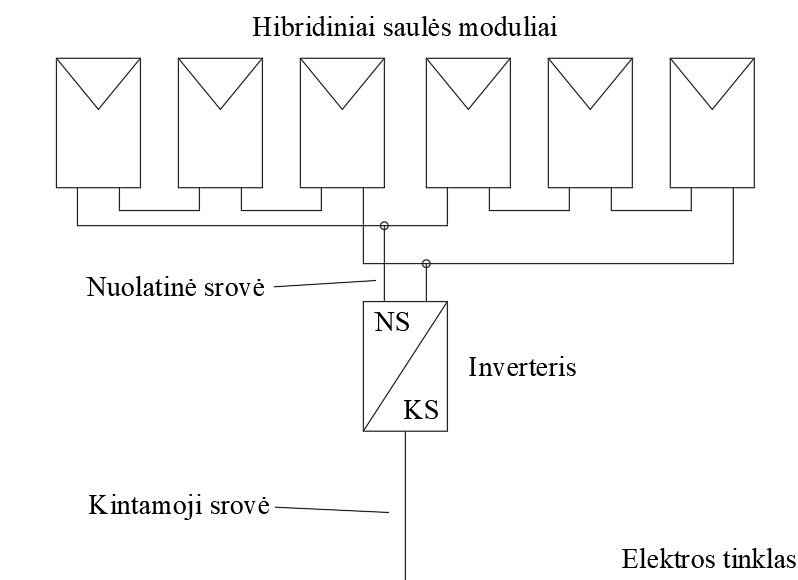 Hibridiniai saulės moduliai
Nuolatinė srovė
NS
Inverteris
KS
Kintamoji srovė
Elektros tinklas